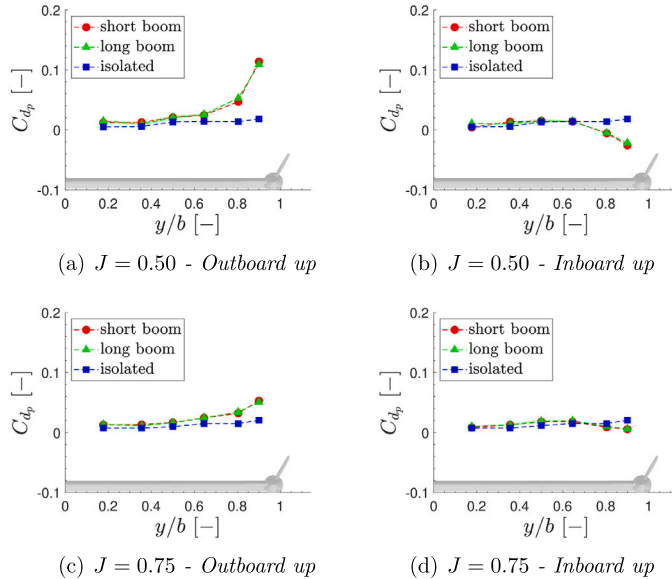 0.2
0.1
0
-0.1
C_{d_p} [−]
short boom
long boom
isolated
0 0.2 0.4 0.6 0.8 1
y/b [−]
(a) J = 0.50 - Outboard up
0.2
0.1
0
-0.1
C_{d_p} [−]
short boom
long boom
isolated
0 0.2 0.4 0.6 0.8 1
y/b [−]
(b) J = 0.50 - Inboard up
0.2
0.1
0
-0.1
C_{d_p} [−]
short boom
long boom
isolated
0 0.2 0.4 0.6 0.8 1
y/b [−]
(c) J = 0.75 - Outboard up
0.2
0.1
0
-0.1
C_{d_p} [−]
short boom
long boom
isolated
0 0.2 0.4 0.6 0.8 1
y/b [−]
(d) J = 0.75 - Inboard up